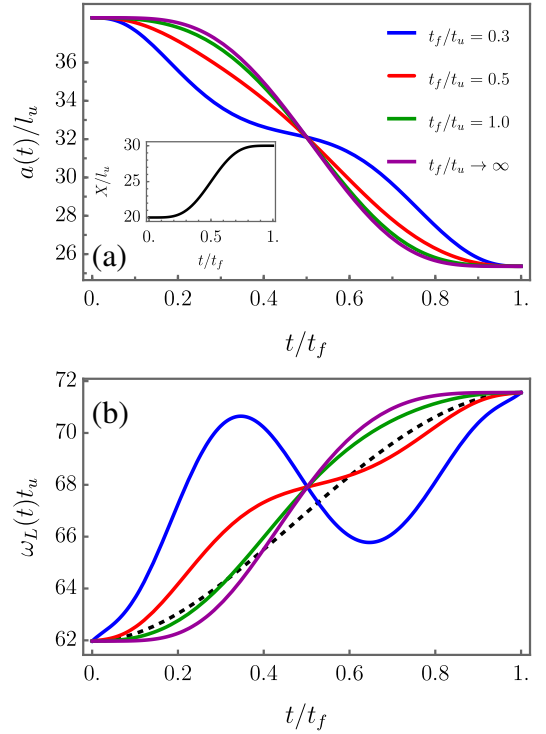 36
34
32
30
28
26
a(t)/l_u
t_f/t_u = 0.3
t_f/t_u = 0.5
t_f/t_u = 1.0
t_f/t_u → ∞
30
25
20
X/l_u
0. 0.5 1.
t/t_f
(a)
0. 0.2 0.4 0.6 0.8 1.
t/t_f
72
70
68
66
64
62
ω_L(t)t_u
(b)
0. 0.2 0.4 0.6 0.8 1.
t/t_f